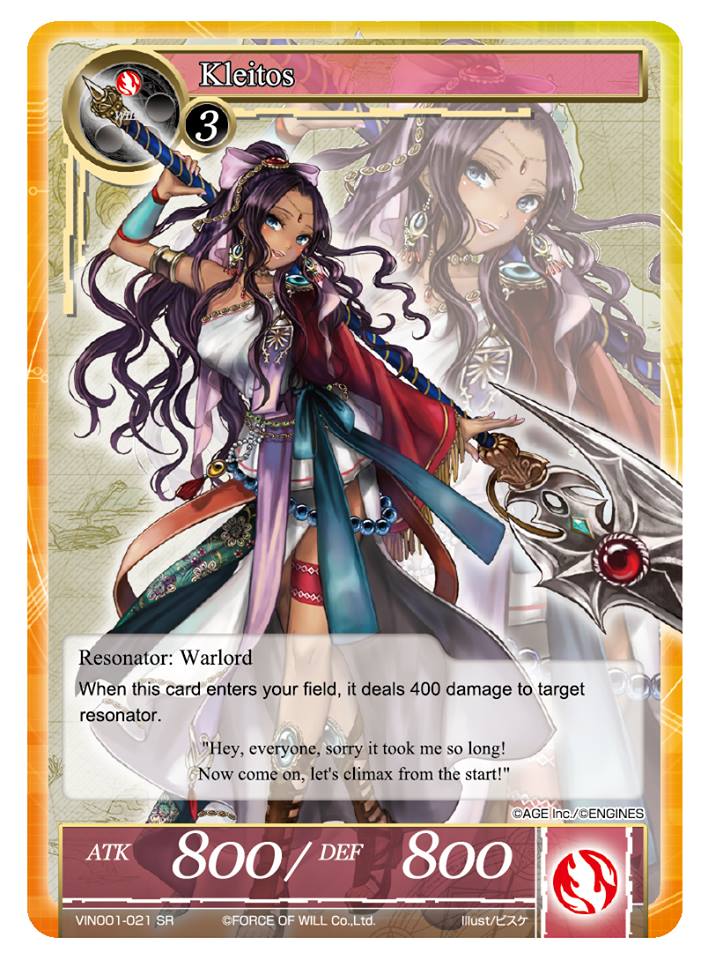 Kleitos
WILL
3
Resonator: Warlord
When this card enters your field, it deals 400 damage to target
resonator.
"Hey, everyone, sorry it took me so long!
Now come on, let's climax from the start!"
©AGE Inc./©ENGINES
ATK 800/ DEF 800
VIN001-021 SR ©FORCE OF WILL Co.,Ltd. Illust/ビスケ